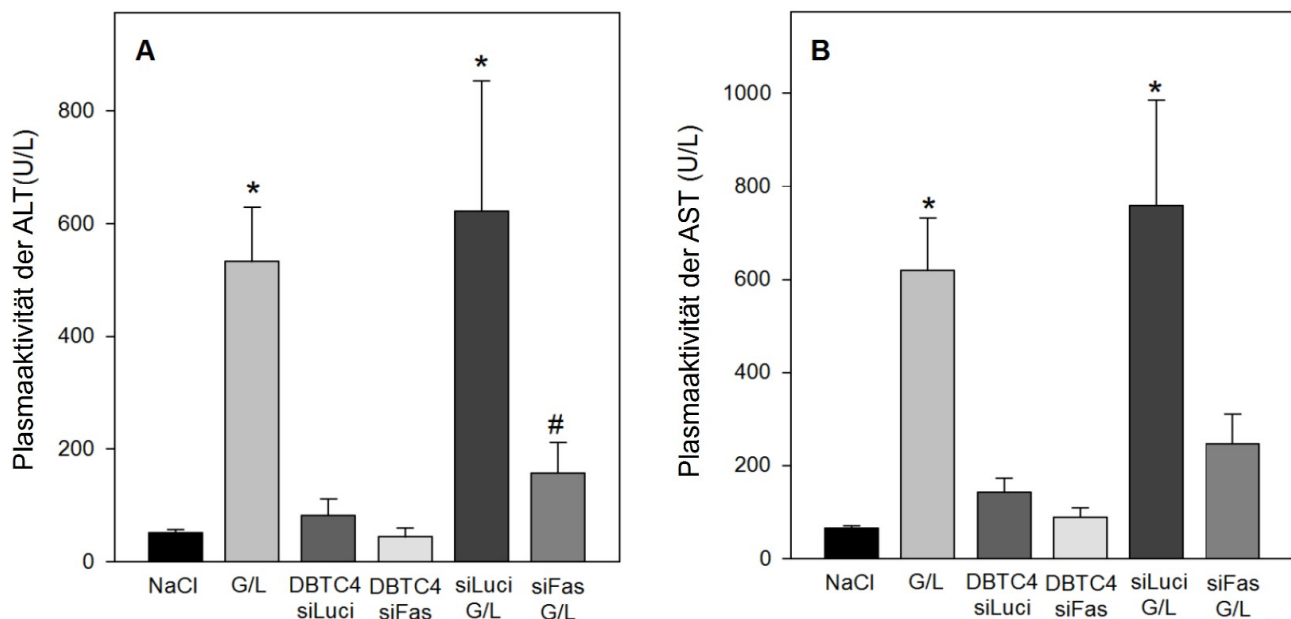 A
Plasmaaktivität der ALT(U/L)
800
600
400
200
0
*
*
#
NaCl
G/L
DBTC4
siLuci
DBTC4
siFas
siLuci
G/L
siFas
G/L
B
Plasmaaktivität der AST (U/L)
1000
800
600
400
200
0
*
*
NaCl
G/L
DBTC4
siLuci
DBTC4
siFas
siLuci
G/L
siFas
G/L